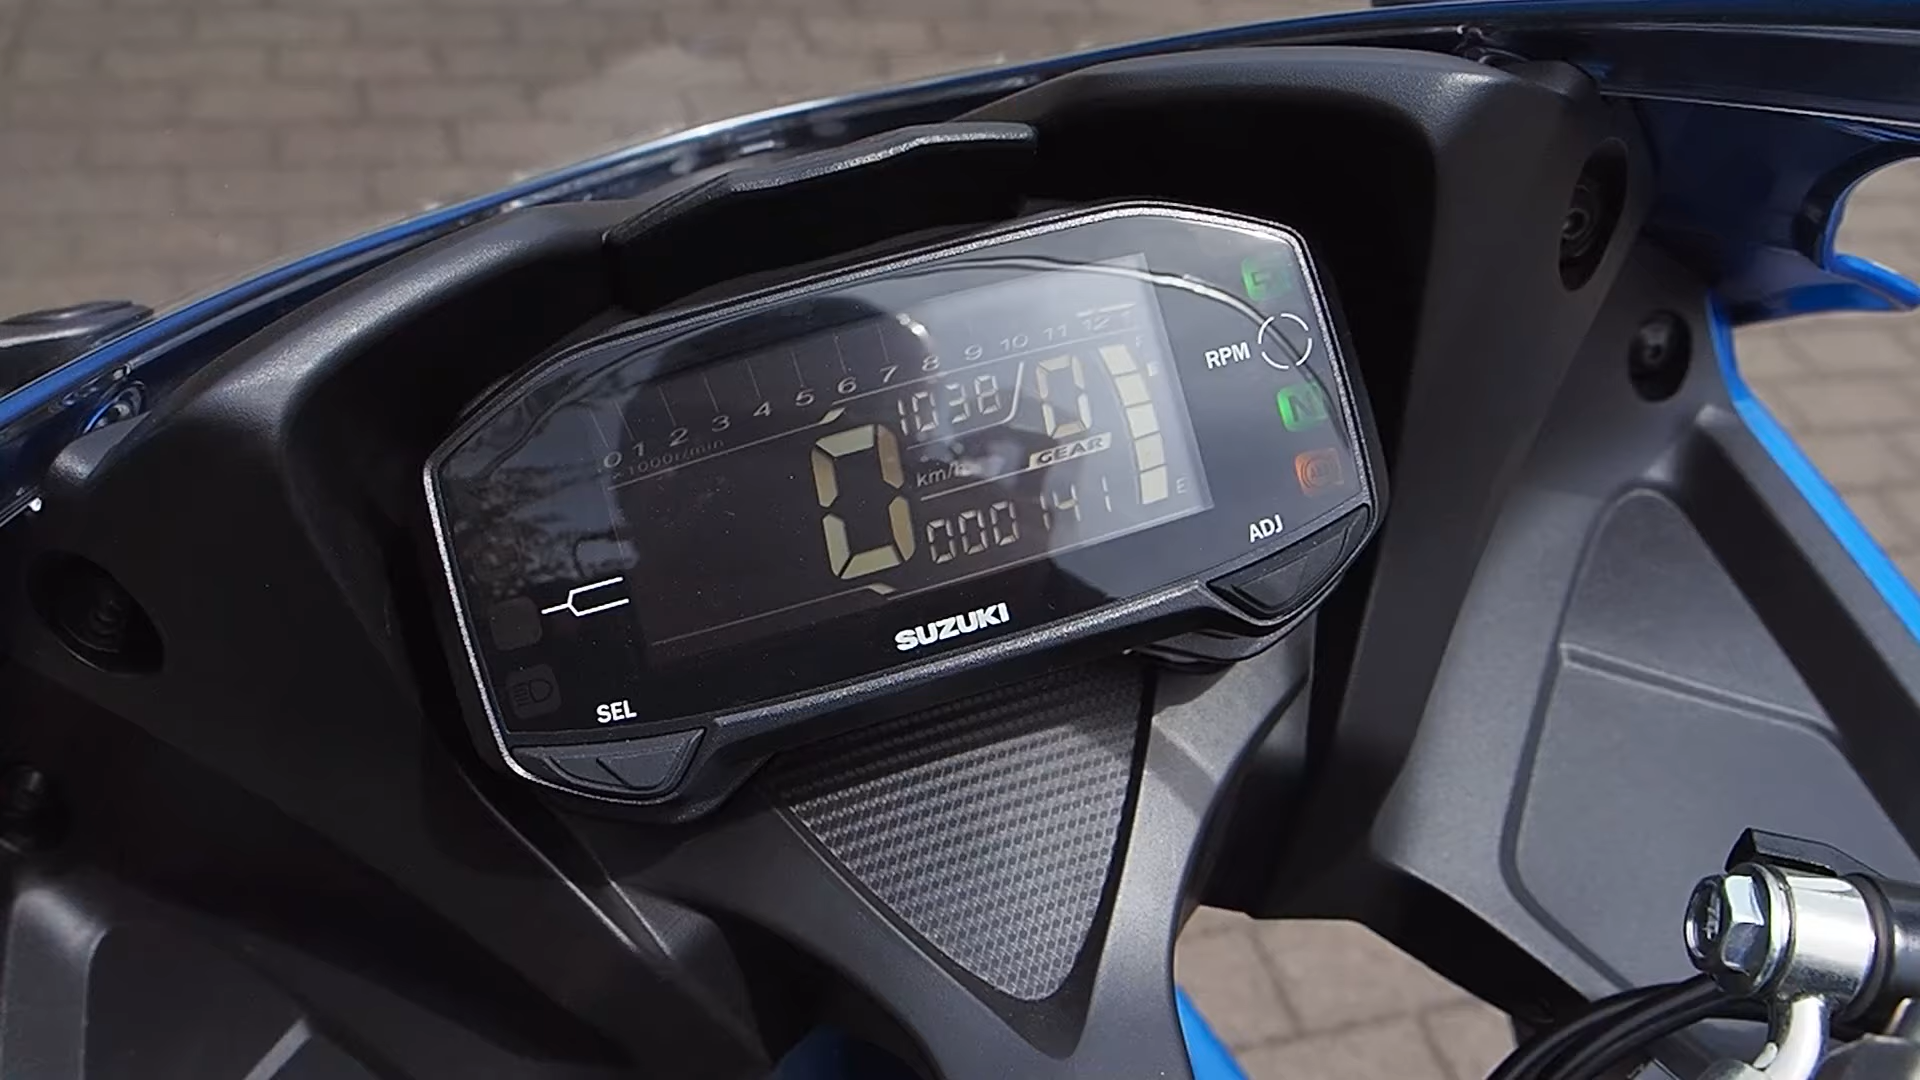 0 1 2 3 4 5 6 7 8 9 10 11 12
×1000r/min
1038
0
RPM
N
0
km/h
GEAR
000141
E
ADJ
SUZUKI
SEL